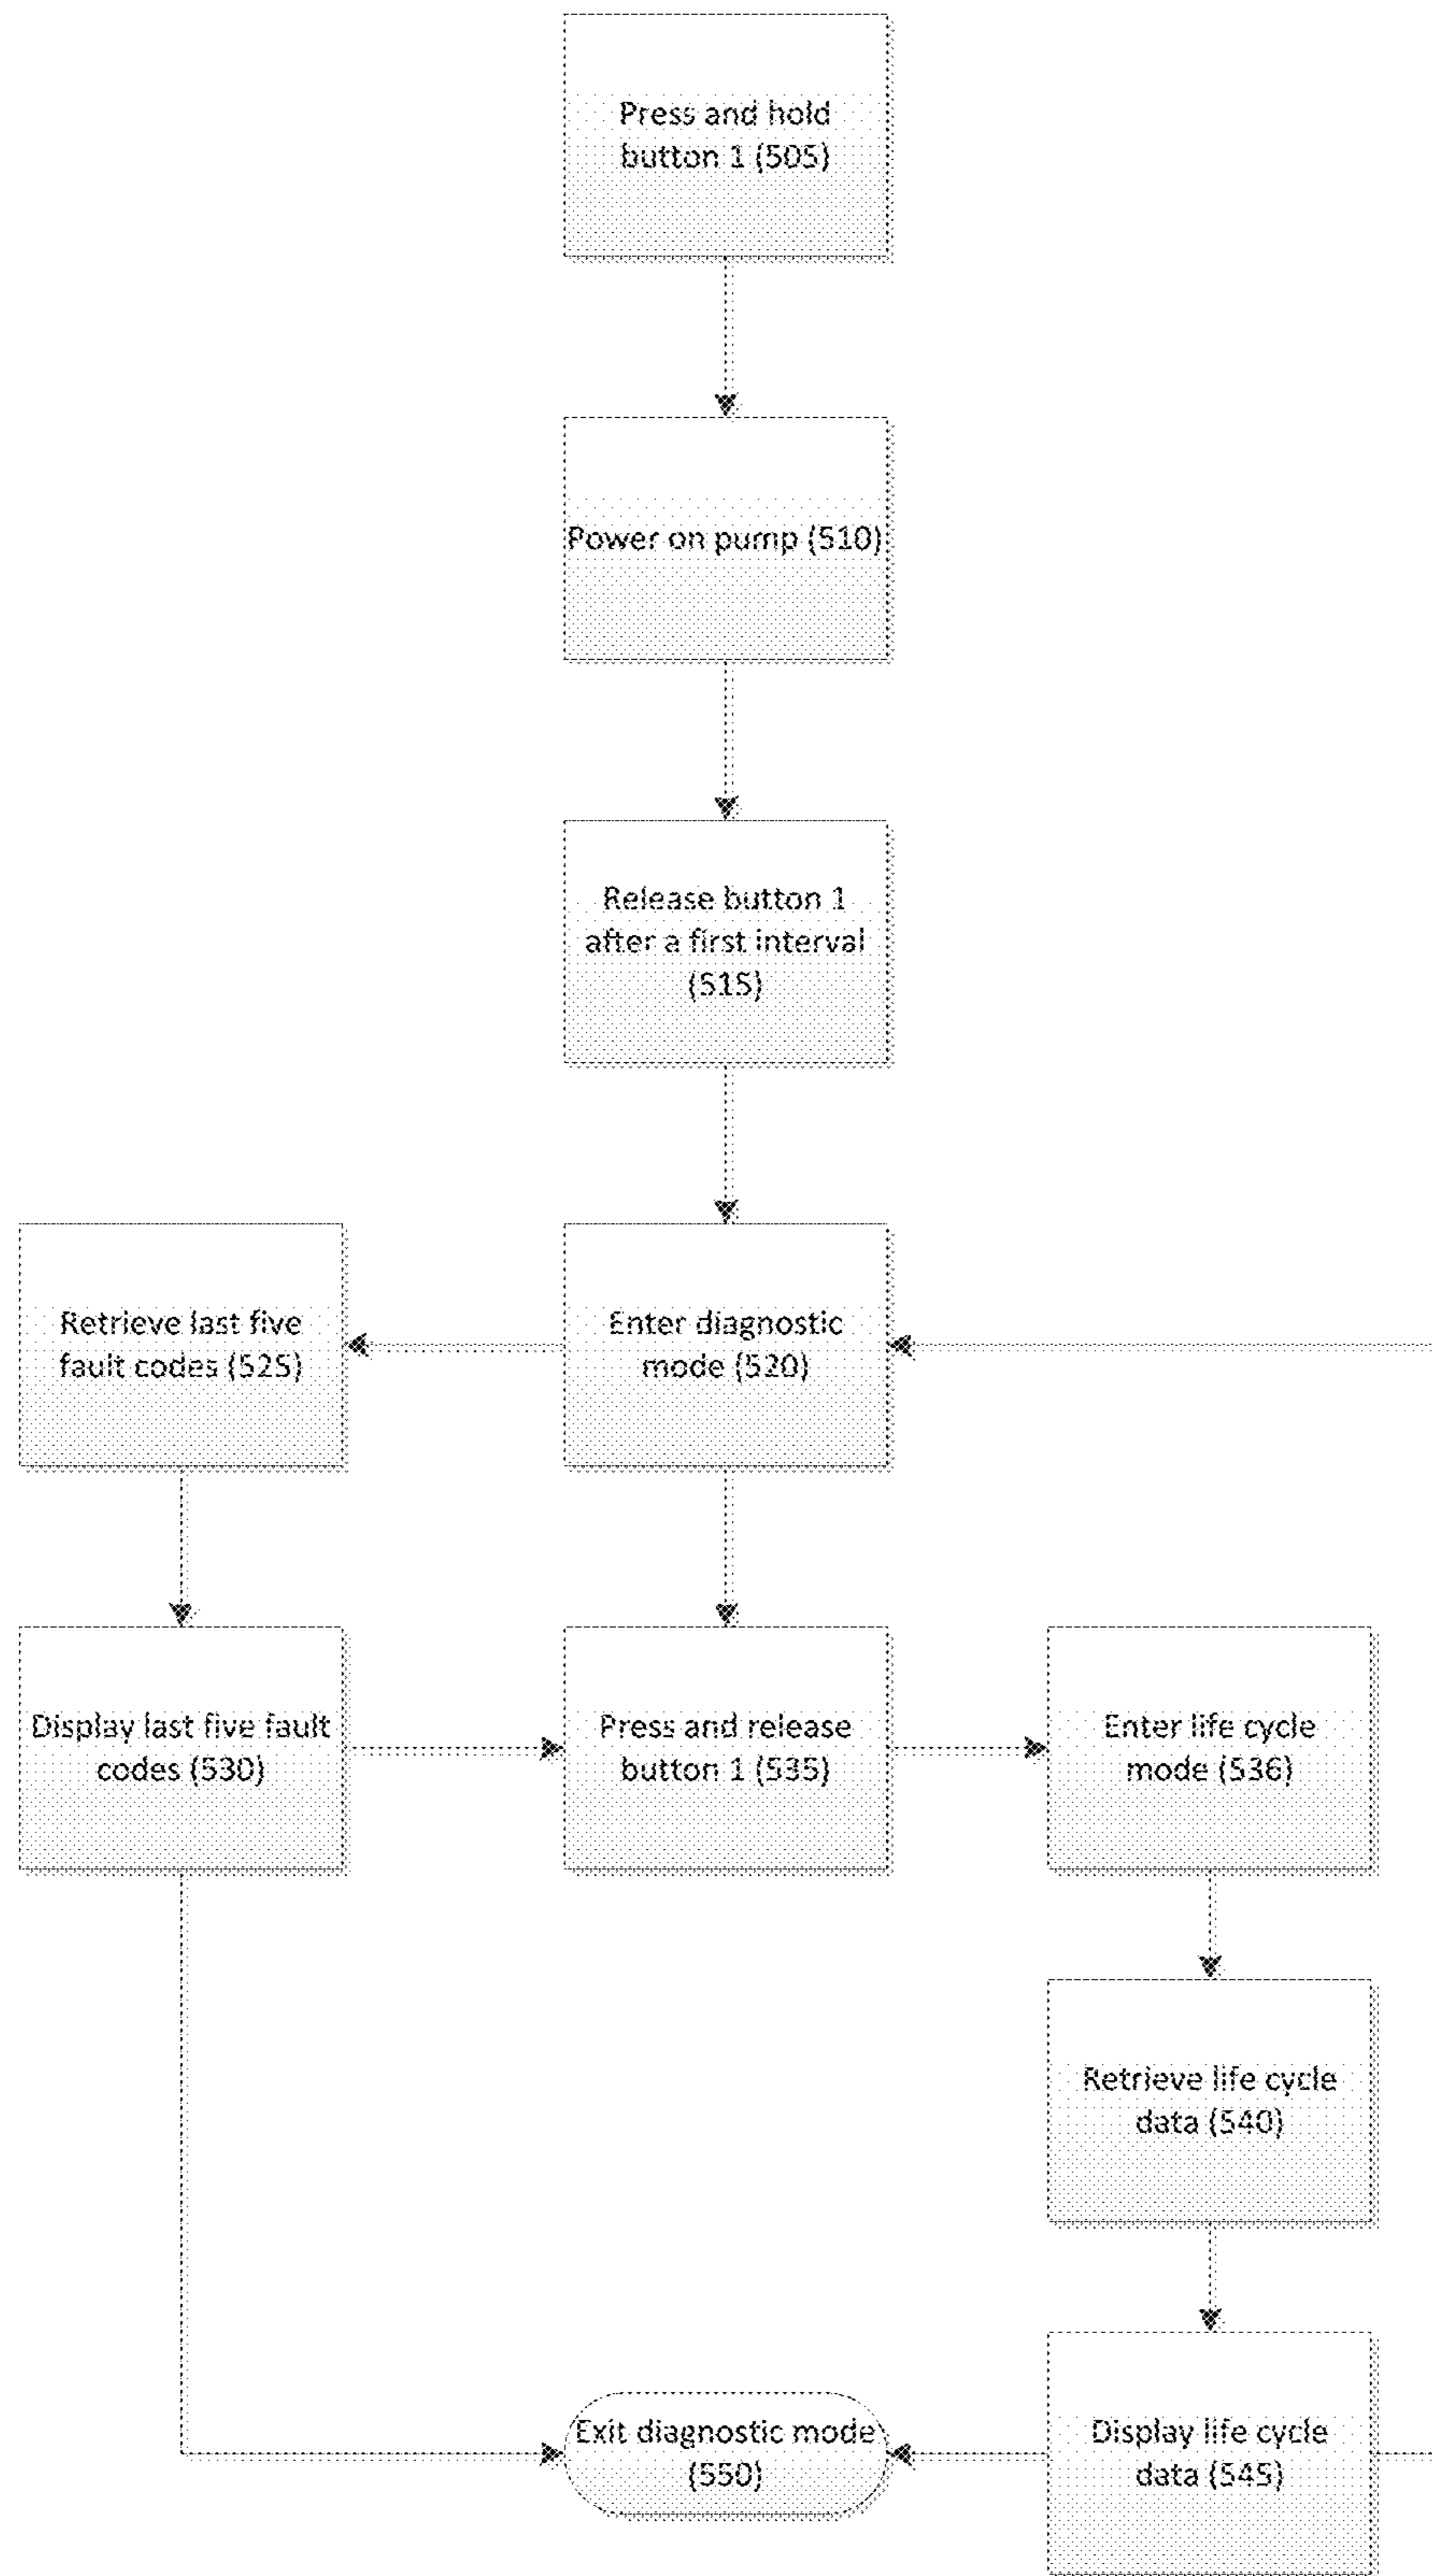 Press and hold
button 1 (505)
Power on pump (510)
Release button 1
after a first interval
(515)
Retrieve last five
fault codes (525)
Enter diagnostic
mode (520)
Display last five fault
codes (530)
Press and release
button 1 (535)
Enter life cycle
mode (536)
Retrieve life cycle
data (540)
Exit diagnostic mode
(550)
Display life cycle
data (545)